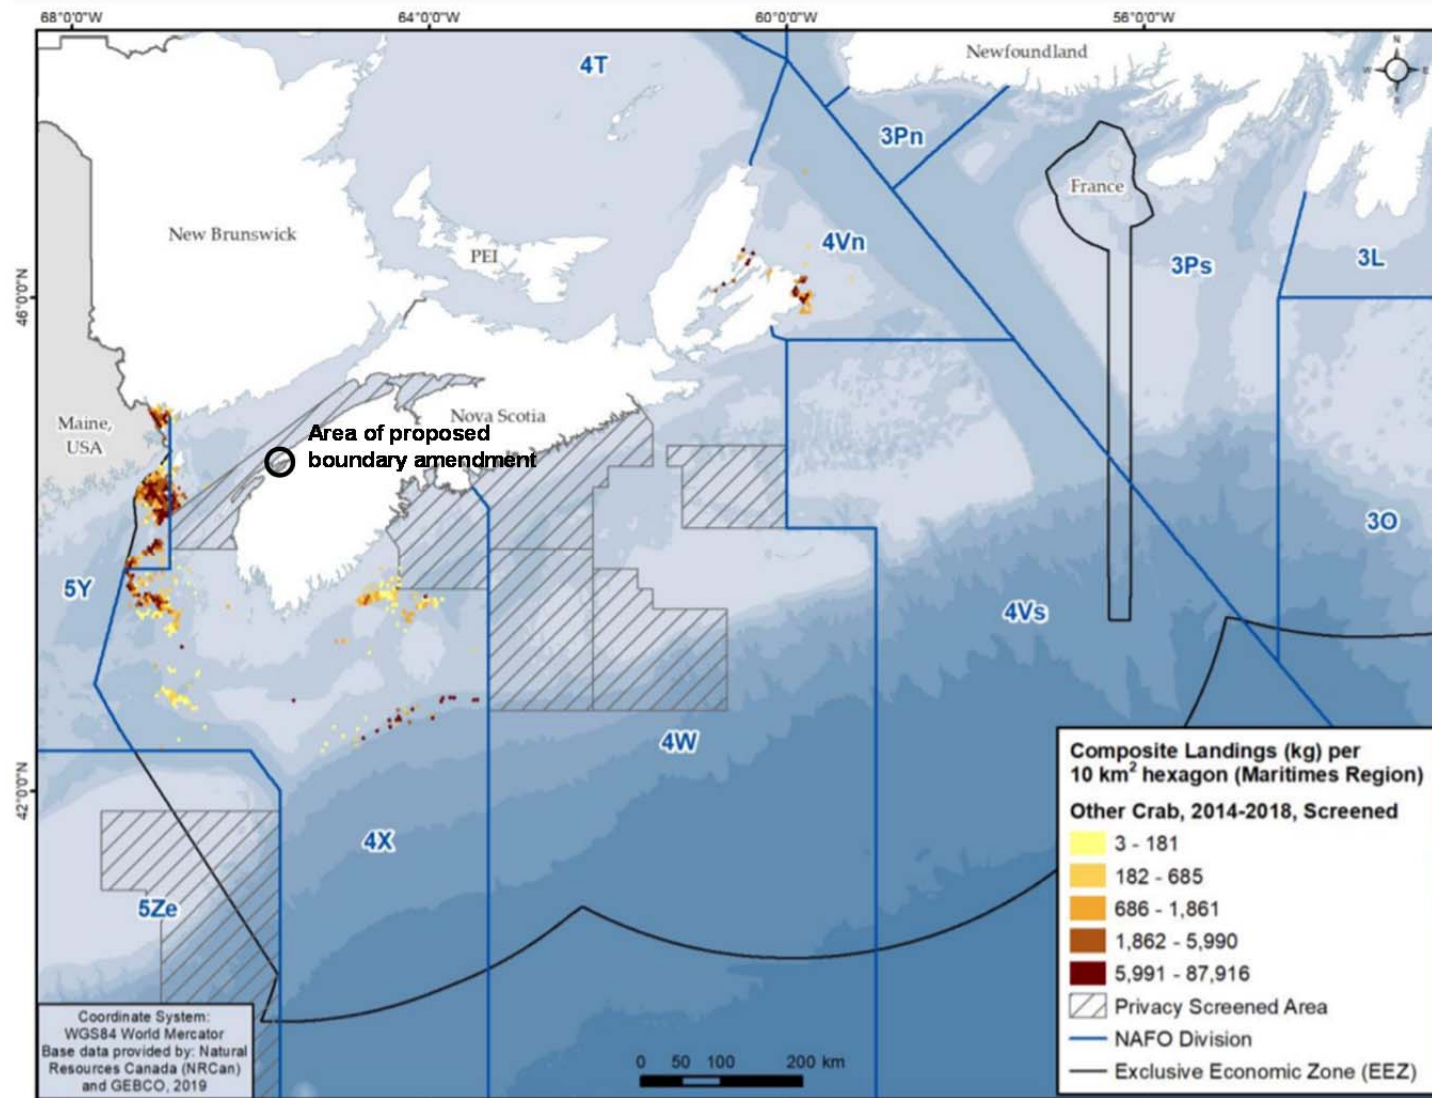 68°0'0"W
64°0'0"W
60°0'0"W
56°0'0"W
46°0'0"N
42°0'0"N
N
W
E
S
Newfoundland
4T
3Pn
France
New Brunswick
PEI
4Vn
3Ps
3L
Maine,
USA
Nova Scotia
Area of proposed
boundary amendment
3O
5Y
4Vs
4W
4X
5Ze
Composite Landings (kg) per
10 km² hexagon (Maritimes Region)
Other Crab, 2014-2018, Screened
3 - 181
182 - 685
686 - 1,861
1,862 - 5,990
5,991 - 87,916
Privacy Screened Area
NAFO Division
Exclusive Economic Zone (EEZ)
Coordinate System:
WGS84 World Mercator
Base data provided by: Natural
Resources Canada (NRCan)
and GEBCO, 2019
0 50 100 200 km